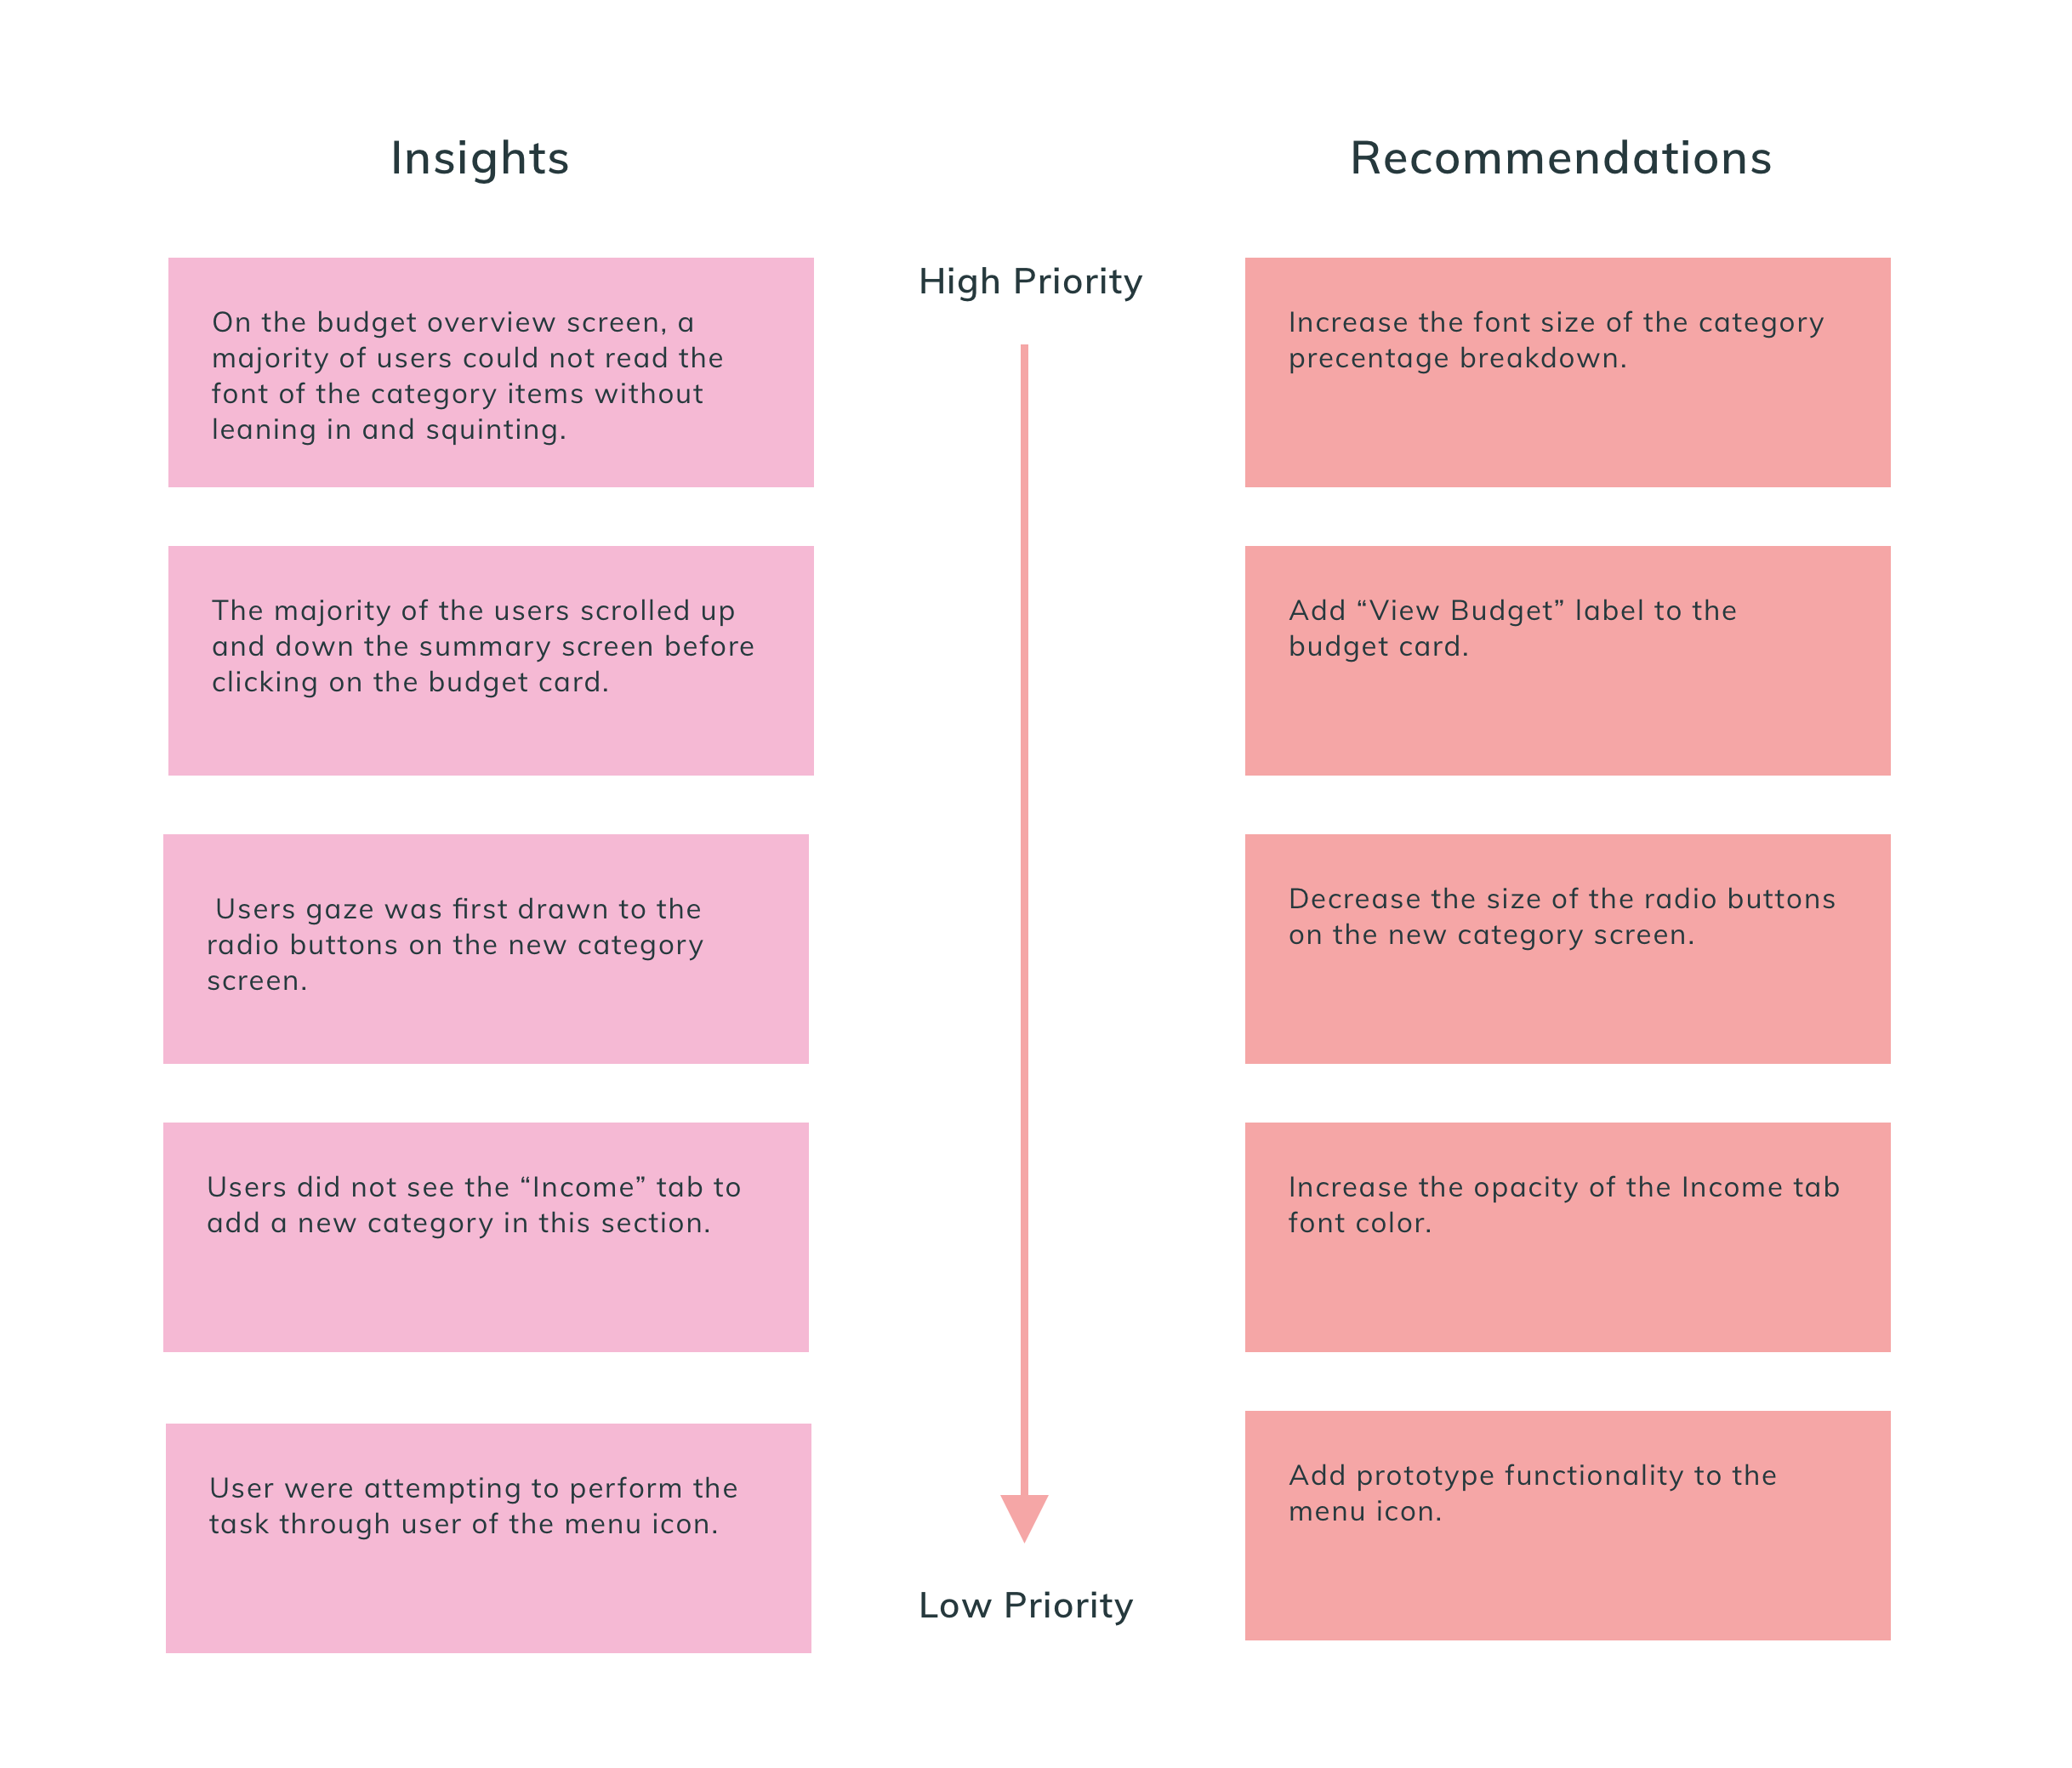 Insights
Recommendations
High Priority
On the budget overview screen, a
majority of users could not read the
font of the category items without
leaning in and squinting.
Increase the font size of the category
precentage breakdown.
The majority of the users scrolled up
and down the summary screen before
clicking on the budget card.
Add “View Budget” label to the
budget card.
Users gaze was first drawn to the
radio buttons on the new category
screen.
Decrease the size of the radio buttons
on the new category screen.
Users did not see the “Income” tab to
add a new category in this section.
Increase the opacity of the Income tab
font color.
User were attempting to perform the
task through user of the menu icon.
Add prototype functionality to the
menu icon.
Low Priority